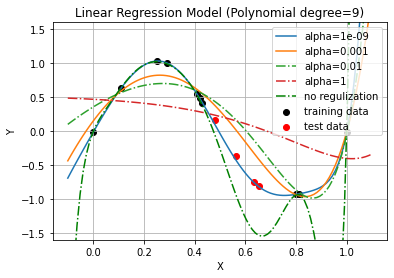 Linear Regression Model (Polynomial degree=9)
alpha=1e-09
alpha=0.001
alpha=0.01
alpha=1
no regulization
training data
test data
1.5
1.0
0.5
0.0
−0.5
−1.0
−1.5
Y
0.0 0.2 0.4 0.6 0.8 1.0
X